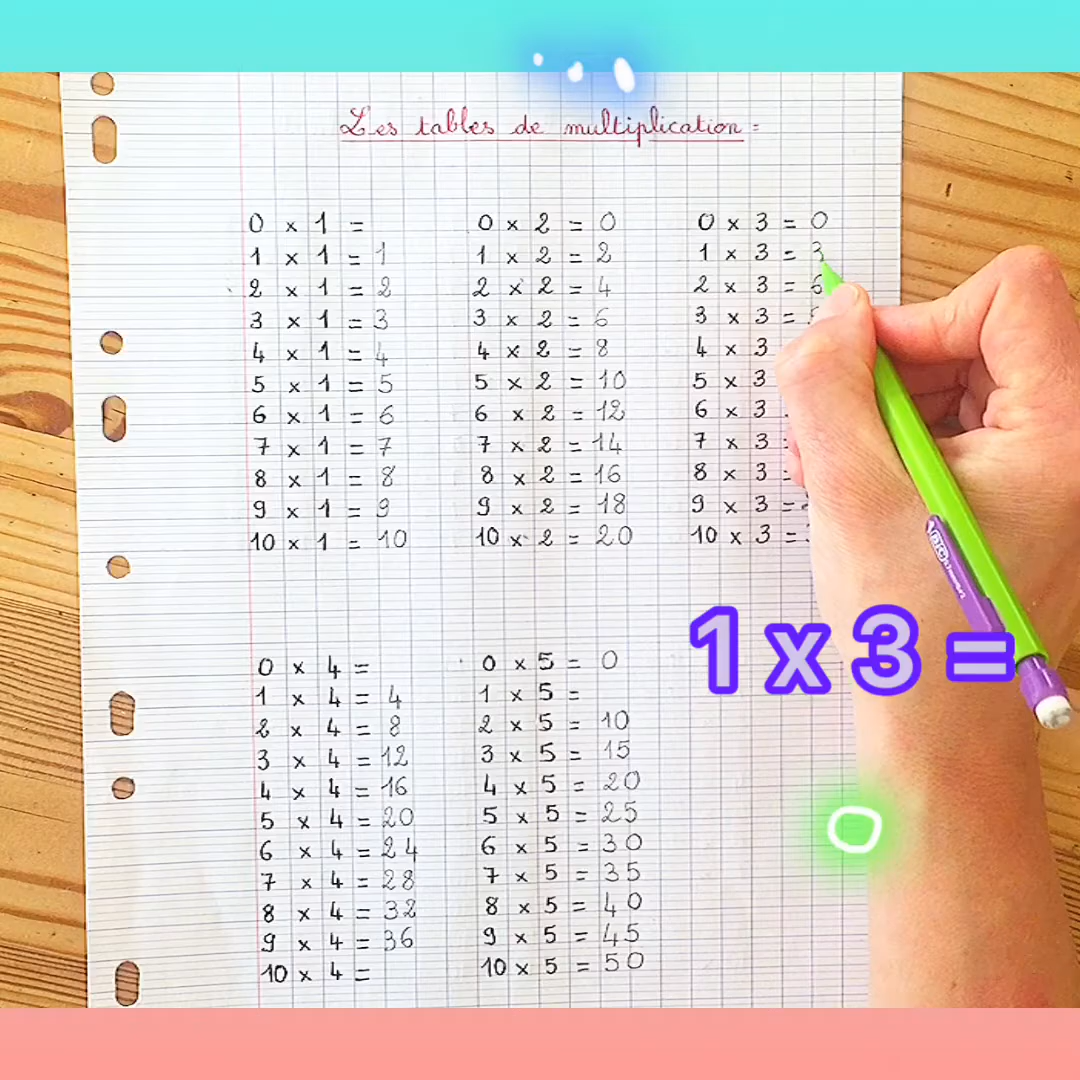 Les tables de multiplication =
0 x 1 =
1 x 1 = 1
2 x 1 = 2
3 x 1 = 3
4 x 1 = 4
5 x 1 = 5
6 x 1 = 6
7 x 1 = 7
8 x 1 = 8
9 x 1 = 9
10 x 1 = 10
0 x 2 = 0
1 x 2 = 2
2 x 2 = 4
3 x 2 = 6
4 x 2 = 8
5 x 2 = 10
6 x 2 = 12
7 x 2 = 14
8 x 2 = 16
9 x 2 = 18
10 x 2 = 20
0 x 3 = 0
1 x 3 = 3
2 x 3 = 6
3 x 3 =
4 x 3
5 x 3
6 x 3
7 x 3 =
8 x 3 =
9 x 3 =
10 x 3 =
1 x 3 =
0 x 4 =
1 x 4 = 4
2 x 4 = 8
3 x 4 = 12
4 x 4 = 16
5 x 4 = 20
6 x 4 = 24
7 x 4 = 28
8 x 4 = 32
9 x 4 = 36
10 x 4 =
0 x 5 = 0
1 x 5 =
2 x 5 = 10
3 x 5 = 15
4 x 5 = 20
5 x 5 = 25
6 x 5 = 30
7 x 5 = 35
8 x 5 = 40
9 x 5 = 45
10 x 5 = 50